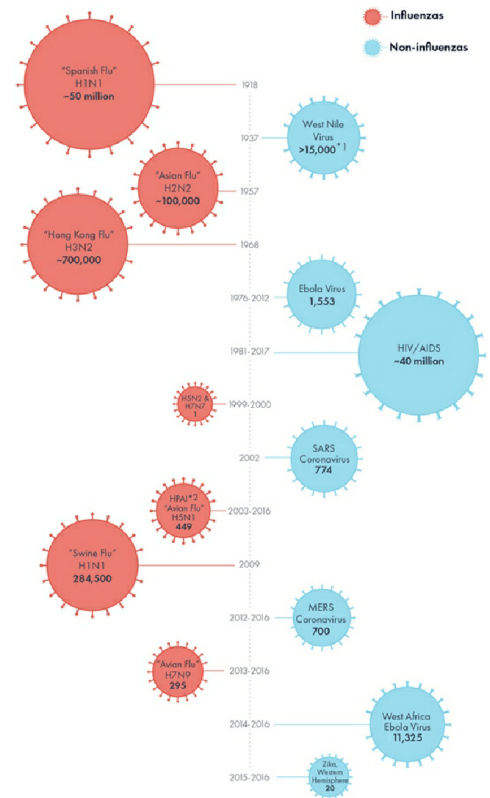 Influenzas
Non-influenzas
"Spanish Flu"
H1N1
~50 million
1918
West Nile
Virus
>15,000*1
1937
"Asian Flu"
H2N2
~100,000
1957
"Hong Kong Flu"
H3N2
~700,000
1968
Ebola Virus
1,553
1976-2012
HIV/AIDS
~40 million
1981-2017
H5N2 &
H7N7
1
1999-2000
SARS
Coronavirus
774
2002
HPAI*2
"Avian Flu"
H5N1
449
2003-2016
"Swine Flu"
H1N1
284,500
2009
MERS
Coronavirus
700
2012-2016
"Avian Flu"
H7N9
295
2013-2016
West Africa
Ebola Virus
11,325
2014-2016
Zika,
Western
Hemisphere
20
2015-2016